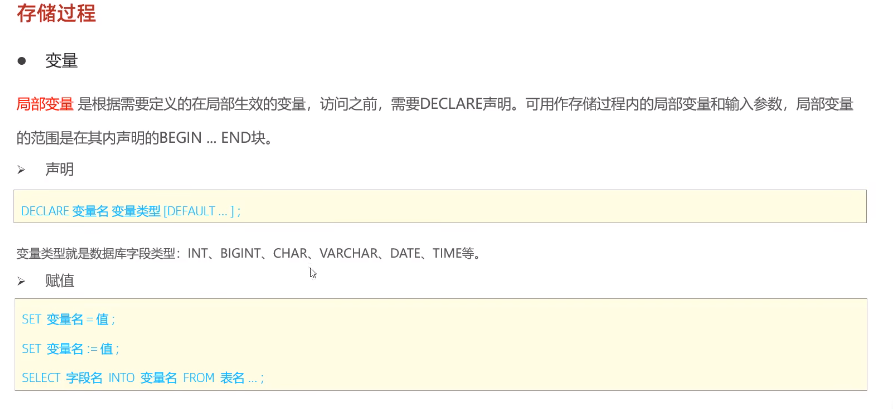 存储过程
● 变量
局部变量 是根据需要定义的在局部生效的变量，访问之前，需要DECLARE声明。可用作存储过程内的局部变量和输入参数，局部变量
的范围是在其内声明的BEGIN ... END块。
➢ 声明
DECLARE 变量名 变量类型 [DEFAULT ... ] ;
变量类型就是数据库字段类型：INT、BIGINT、CHAR、VARCHAR、DATE、TIME等。
➢ 赋值
SET 变量名 = 值 ;
SET 变量名 := 值 ;
SELECT 字段名 INTO 变量名 FROM 表名 ... ;